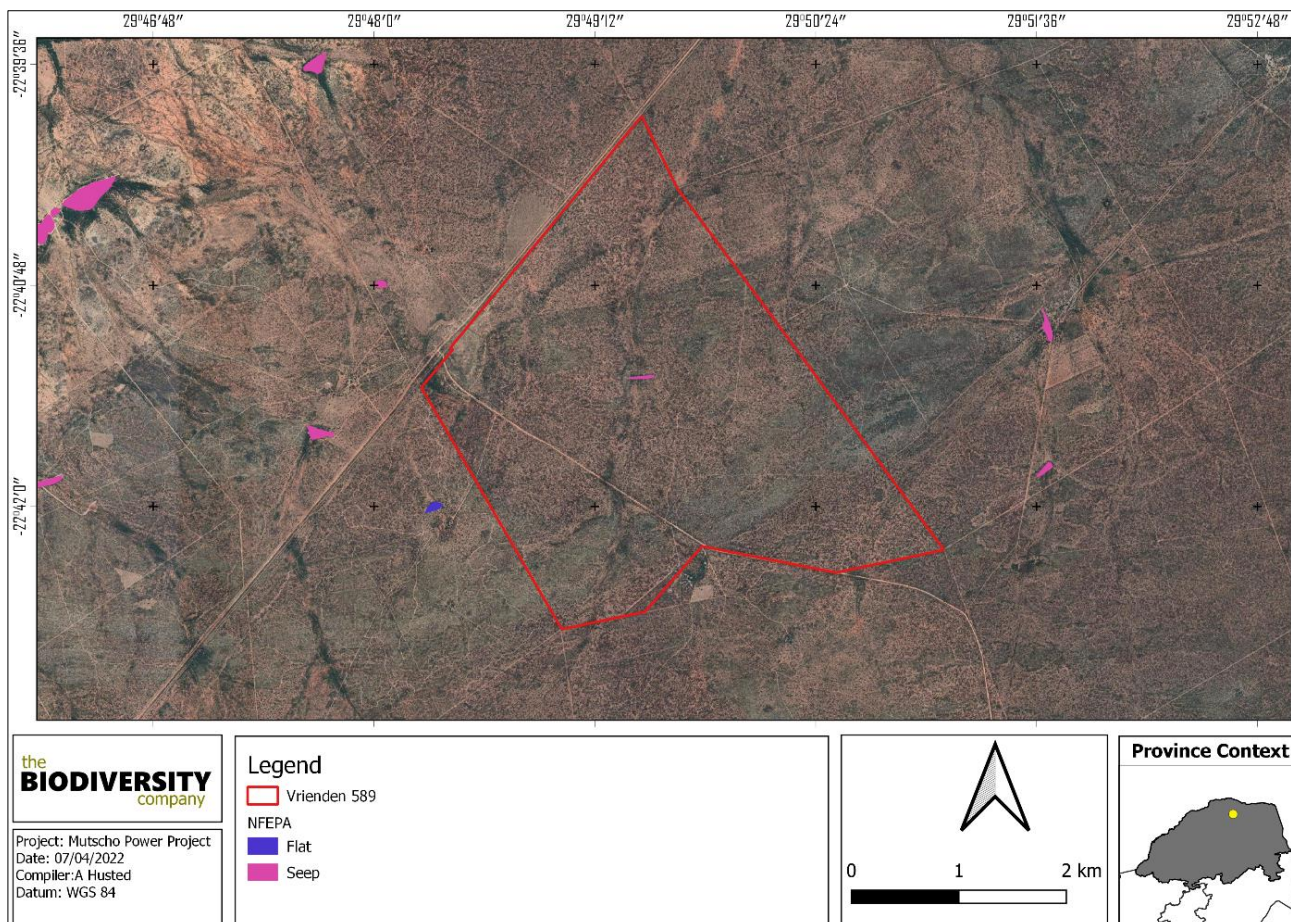 29°46'48'' 29°48'0'' 29°49'12'' 29°50'24'' 29°51'36'' 29°52'48''
-22°39'36''
-22°40'48''
-22°42'0''
the
BIODIVERSITY
company
Project: Mutscho Power Project
Date: 07/04/2022
Compiler:A Husted
Datum: WGS 84
Legend
Vrienden 589
NFEPA
Flat
Seep
0 1 2 km
Province Context